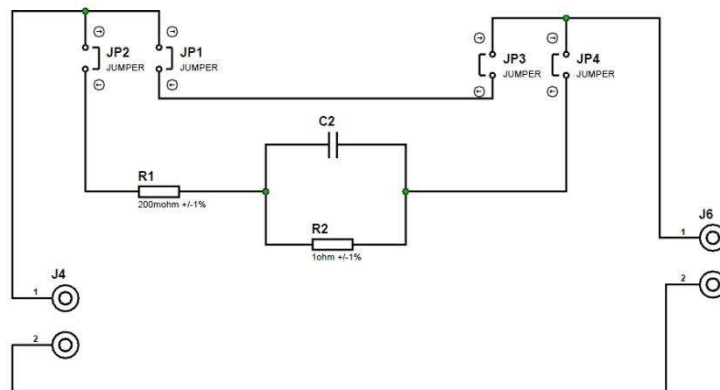 JP2
JUMPER
JP1
JUMPER
JP3
JUMPER
JP4
JUMPER
C2
R1
200mohm +/-1%
R2
1ohm +/-1%
J6
1
2
J4
1
2